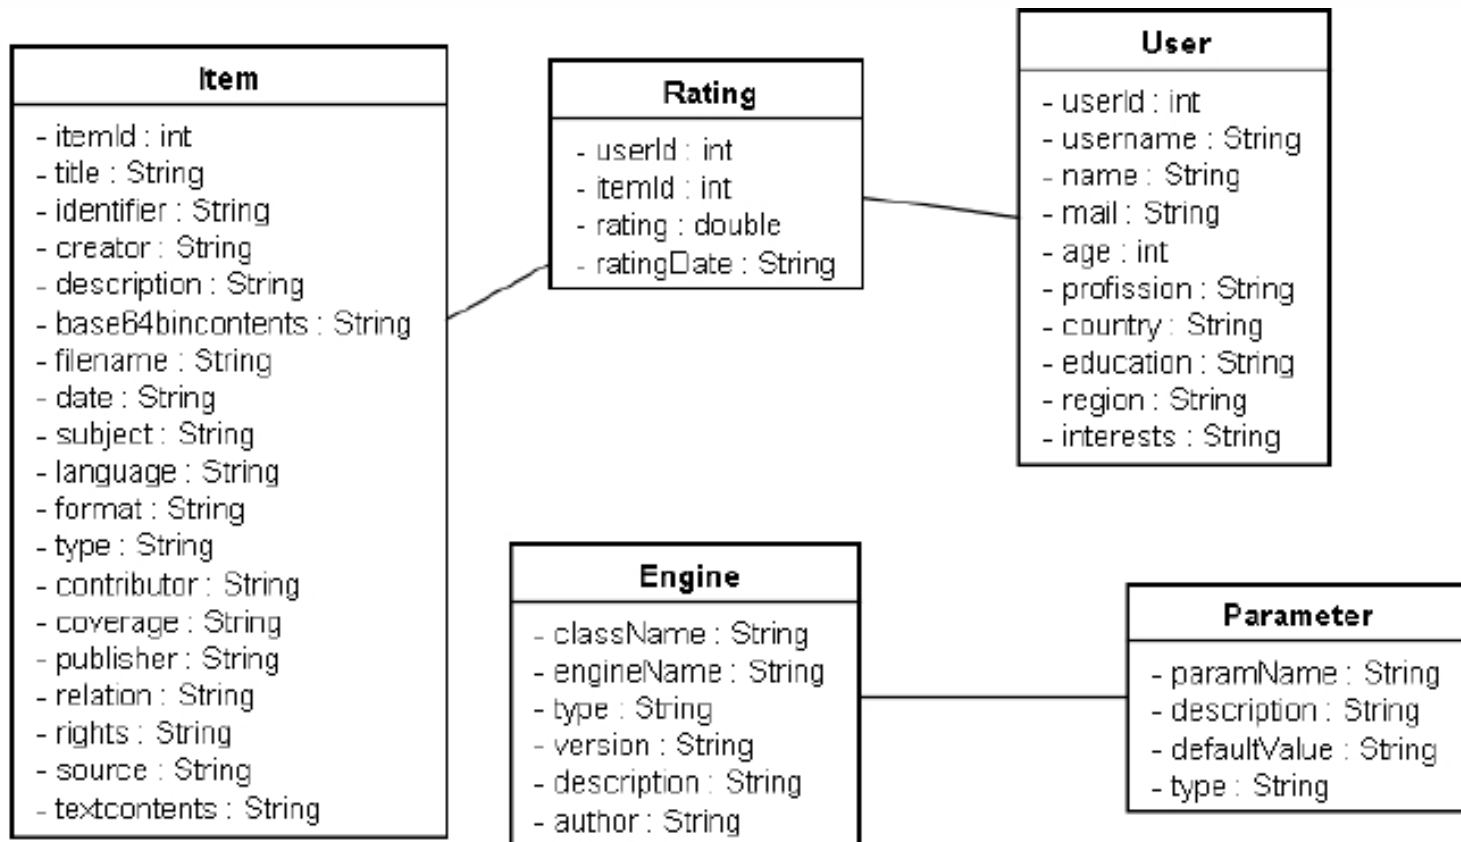 Item
- itemId : int
- title : String
- identifier : String
- creator : String
- description : String
- base64bincontents : String
- filename : String
- date : String
- subject : String
- language : String
- format : String
- type : String
- contributor : String
- coverage : String
- publisher : String
- relation : String
- rights : String
- source : String
- textcontents : String
Rating
- userId : int
- itemId : int
- rating : double
- ratingDate : String
User
- userId : int
- username : String
- name : String
- mail : String
- age : int
- profission : String
- country : String
- education : String
- region : String
- interests : String
Engine
- className : String
- engineName : String
- type : String
- version : String
- description : String
- author : String
Parameter
- paramName : String
- description : String
- defaultValue : String
- type : String